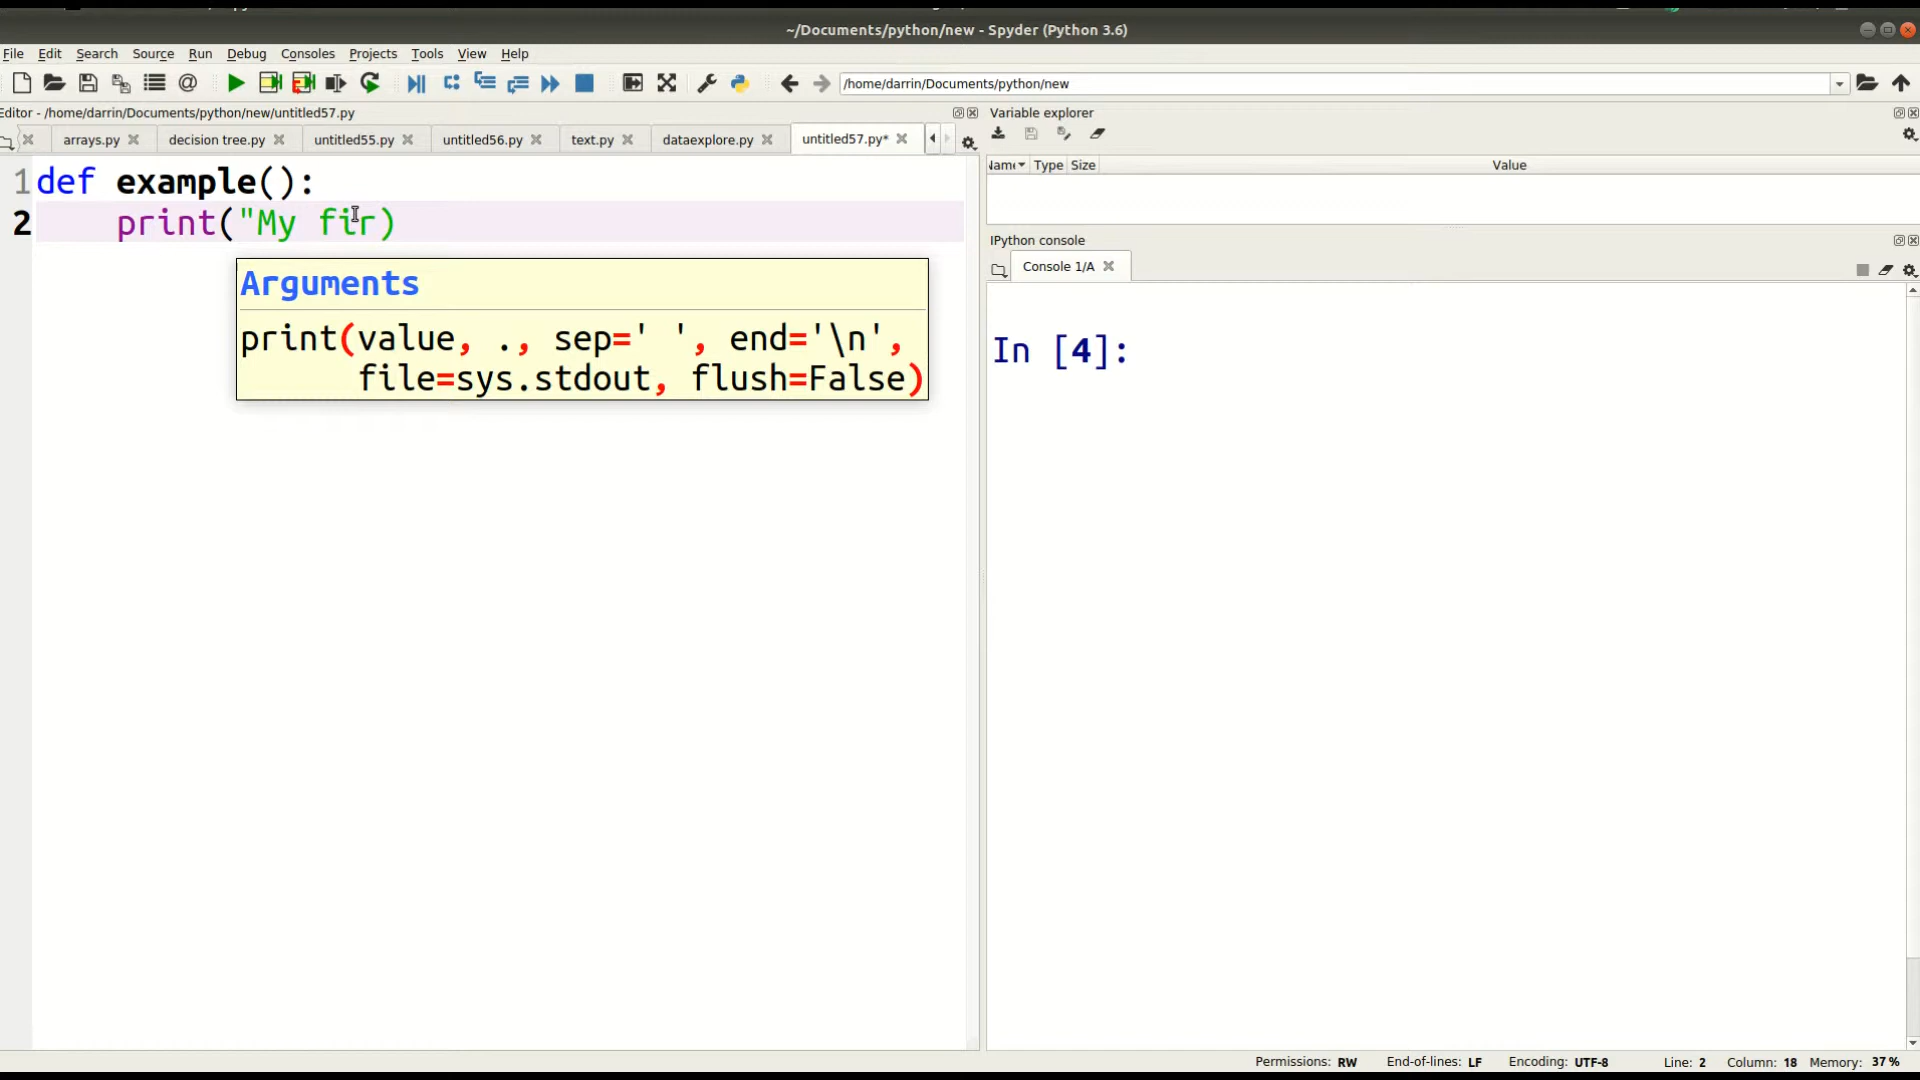 ~/Documents/python/new - Spyder (Python 3.6)
File Edit Search Source Run Debug Consoles Projects Tools View Help
/home/darrin/Documents/python/new
Editor - /home/darrin/Documents/python/new/untitled57.py
arrays.py decision tree.py untitled55.py untitled56.py text.py dataexplore.py untitled57.py*
1 def example():
2 print("My fir)
Arguments
print(value, ., sep=' ', end='\n',
file=sys.stdout, flush=False)
Variable explorer
Type Size Value
IPython console
Console 1/A
In [4]:
Permissions: RW End-of-lines: LF Encoding: UTF-8 Line: 2 Column: 18 Memory: 37 %